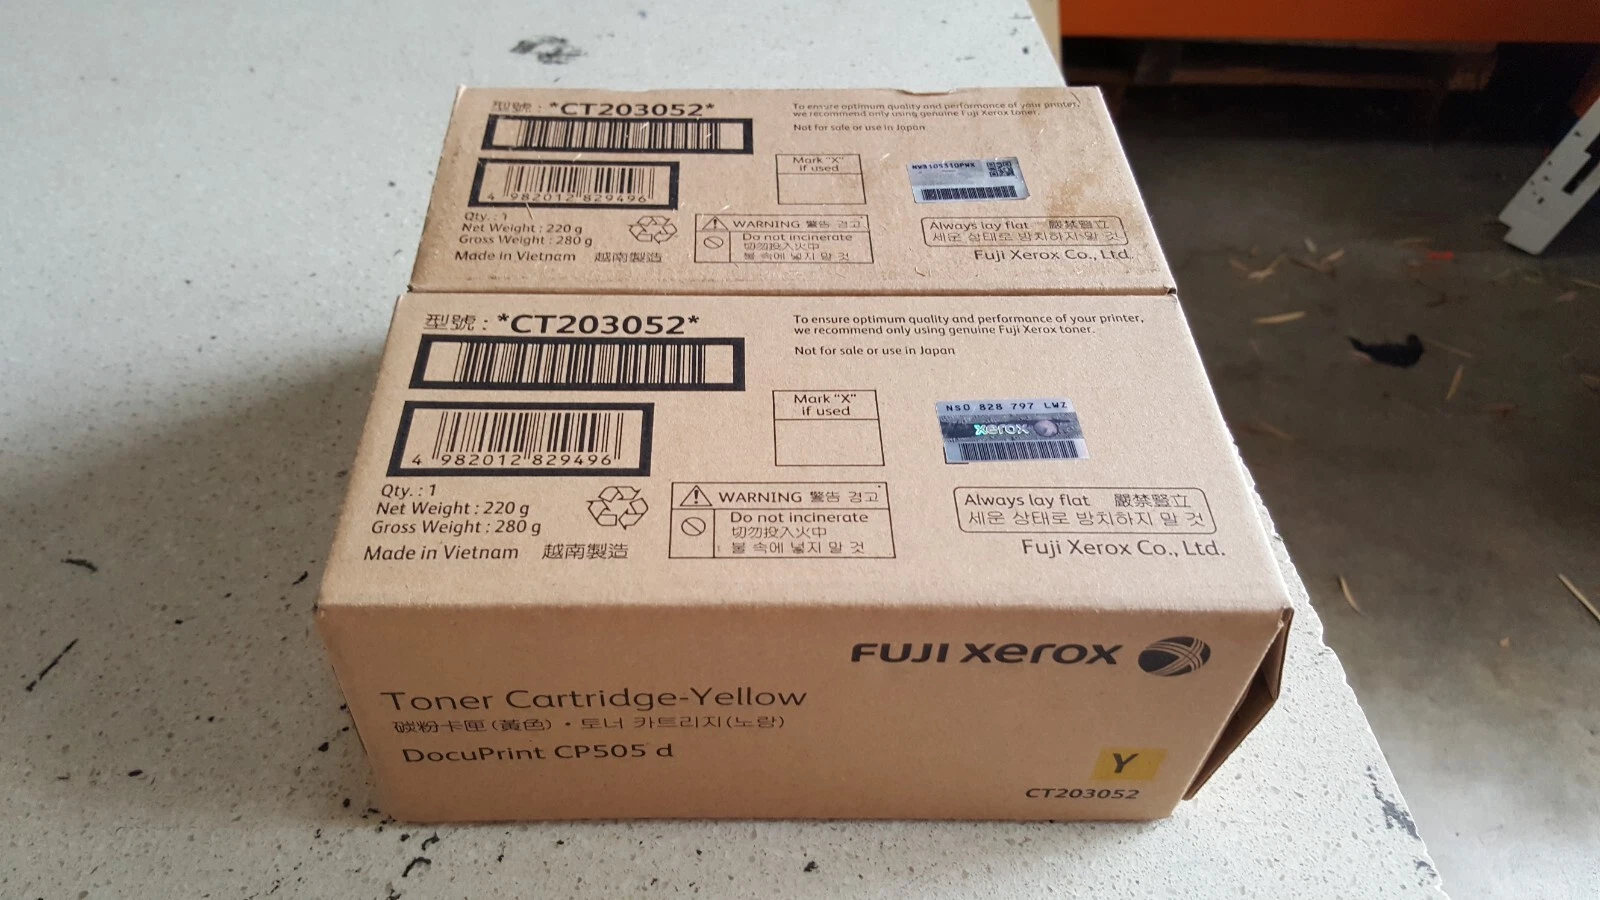 型號 : *CT203052*
To ensure optimum quality and performance of your printer,
we recommend only using genuine Fuji Xerox toner.
Not for sale or use in Japan
4 982012 829496
Mark "X"
if used
Qty. : 1
Net Weight : 220 g
Gross Weight : 280 g
Made in Vietnam 越南製造
WARNING 警告 경고
Do not incinerate
切勿投入火中
불 속에 넣지 말 것
Always lay flat 嚴禁豎立
세운 상태로 방치하지 말 것
Fuji Xerox Co., Ltd.
型號 : *CT203052*
To ensure optimum quality and performance of your printer,
we recommend only using genuine Fuji Xerox toner.
Not for sale or use in Japan
4 982012 829496
Mark "X"
if used
NS0 828 797 LWZ
xerox
Qty. : 1
Net Weight : 220 g
Gross Weight : 280 g
Made in Vietnam 越南製造
WARNING 警告 경고
Do not incinerate
切勿投入火中
불 속에 넣지 말 것
Always lay flat 嚴禁豎立
세운 상태로 방치하지 말 것
Fuji Xerox Co., Ltd.
FUJI xerox
Toner Cartridge-Yellow
碳粉卡匣(黃色)・토너 카트리지(노랑)
DocuPrint CP505 d
Y
CT203052